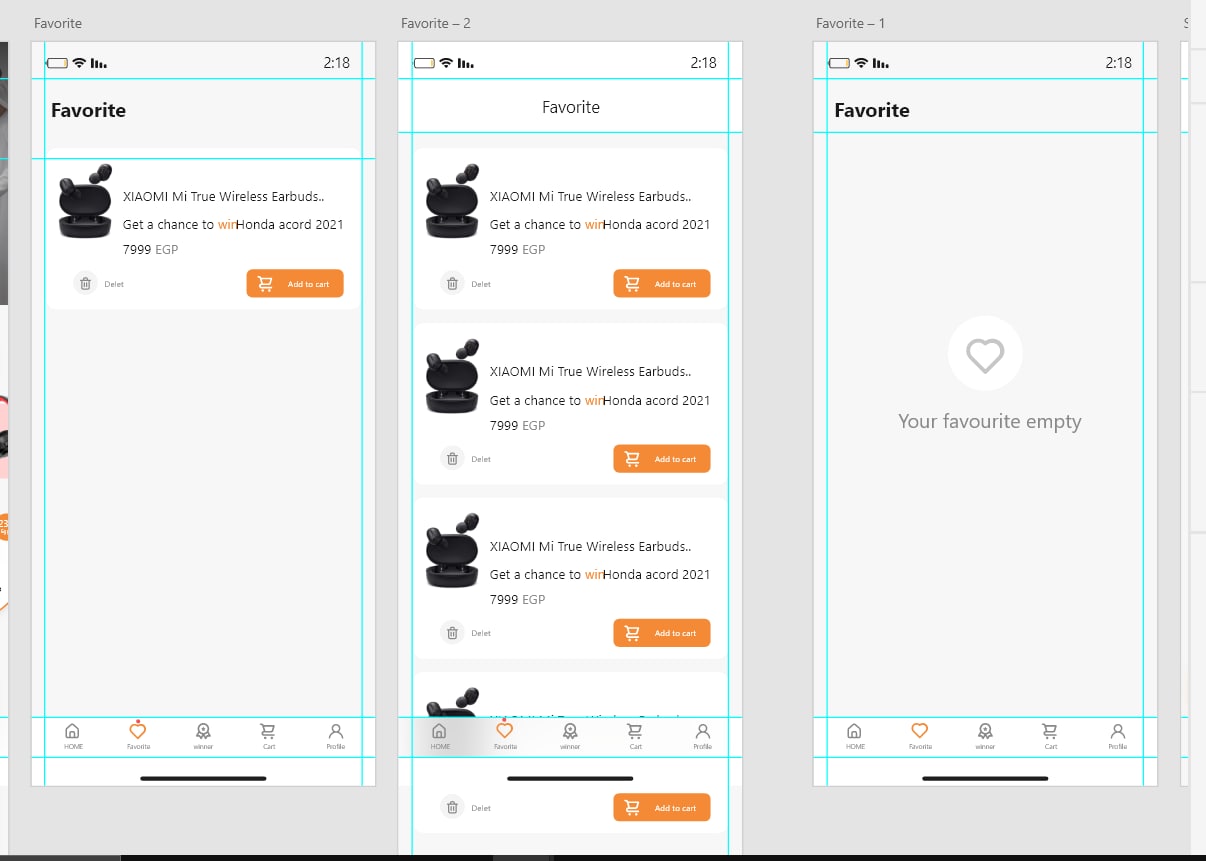 Favorite
2:18
Favorite
XIAOMI Mi True Wireless Earbuds..
Get a chance to winHonda acord 2021
7999 EGP
Delet
Add to cart
HOME
Favorite
winner
Cart
Profile
Favorite – 2
2:18
Favorite
XIAOMI Mi True Wireless Earbuds..
Get a chance to winHonda acord 2021
7999 EGP
Delet
Add to cart
XIAOMI Mi True Wireless Earbuds..
Get a chance to winHonda acord 2021
7999 EGP
Delet
Add to cart
XIAOMI Mi True Wireless Earbuds..
Get a chance to winHonda acord 2021
7999 EGP
Delet
Add to cart
HOME
Favorite
winner
Cart
Profile
Delet
Add to cart
Favorite – 1
2:18
Favorite
Your favourite empty
HOME
Favorite
winner
Cart
Profile